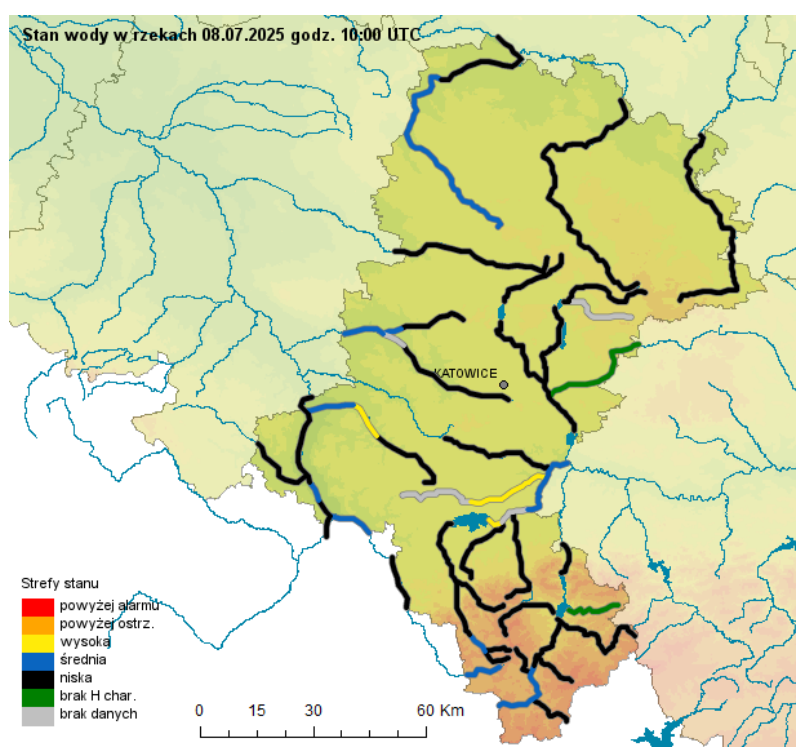 Stan wody w rzekach 08.07.2025 godz. 10:00 UTC
KATOWICE
Strefy stanu
powyżej alarmu
powyżej ostrz.
wysoka
średnia
niska
brak H char.
brak danych
0 15 30 60 Km